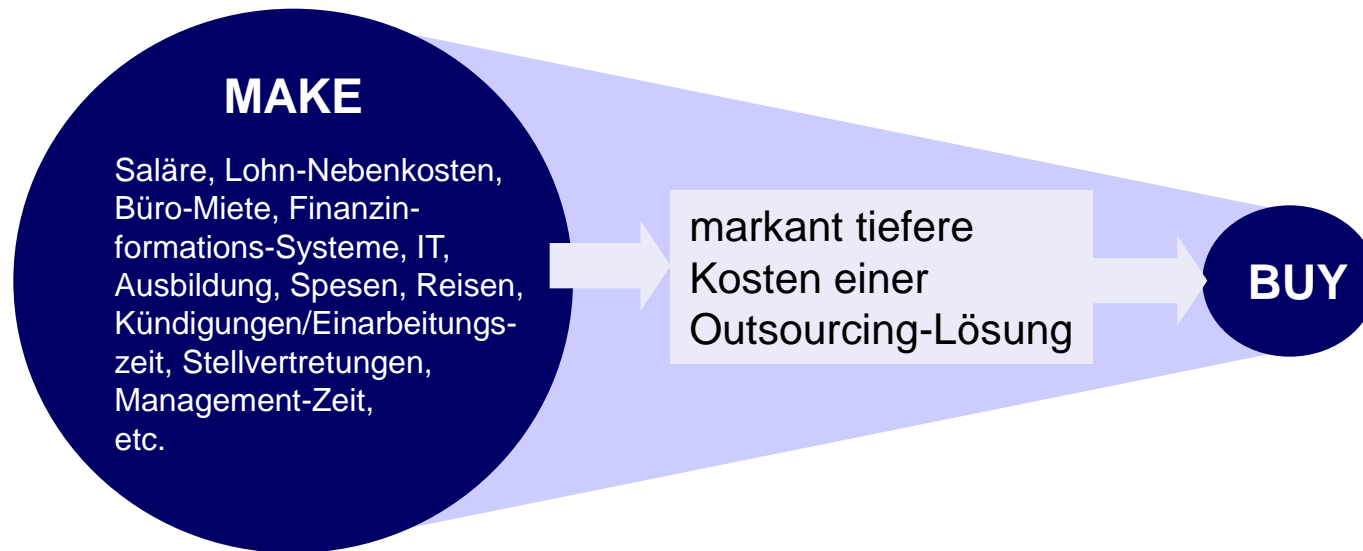 MAKE
Saläre, Lohn-Nebenkosten,
Büro-Miete, Finanzin-
formations-Systeme, IT,
Ausbildung, Spesen, Reisen,
Kündigungen/Einarbeitungs-
zeit, Stellvertretungen,
Management-Zeit,
etc.
markant tiefere
Kosten einer
Outsourcing-Lösung
BUY